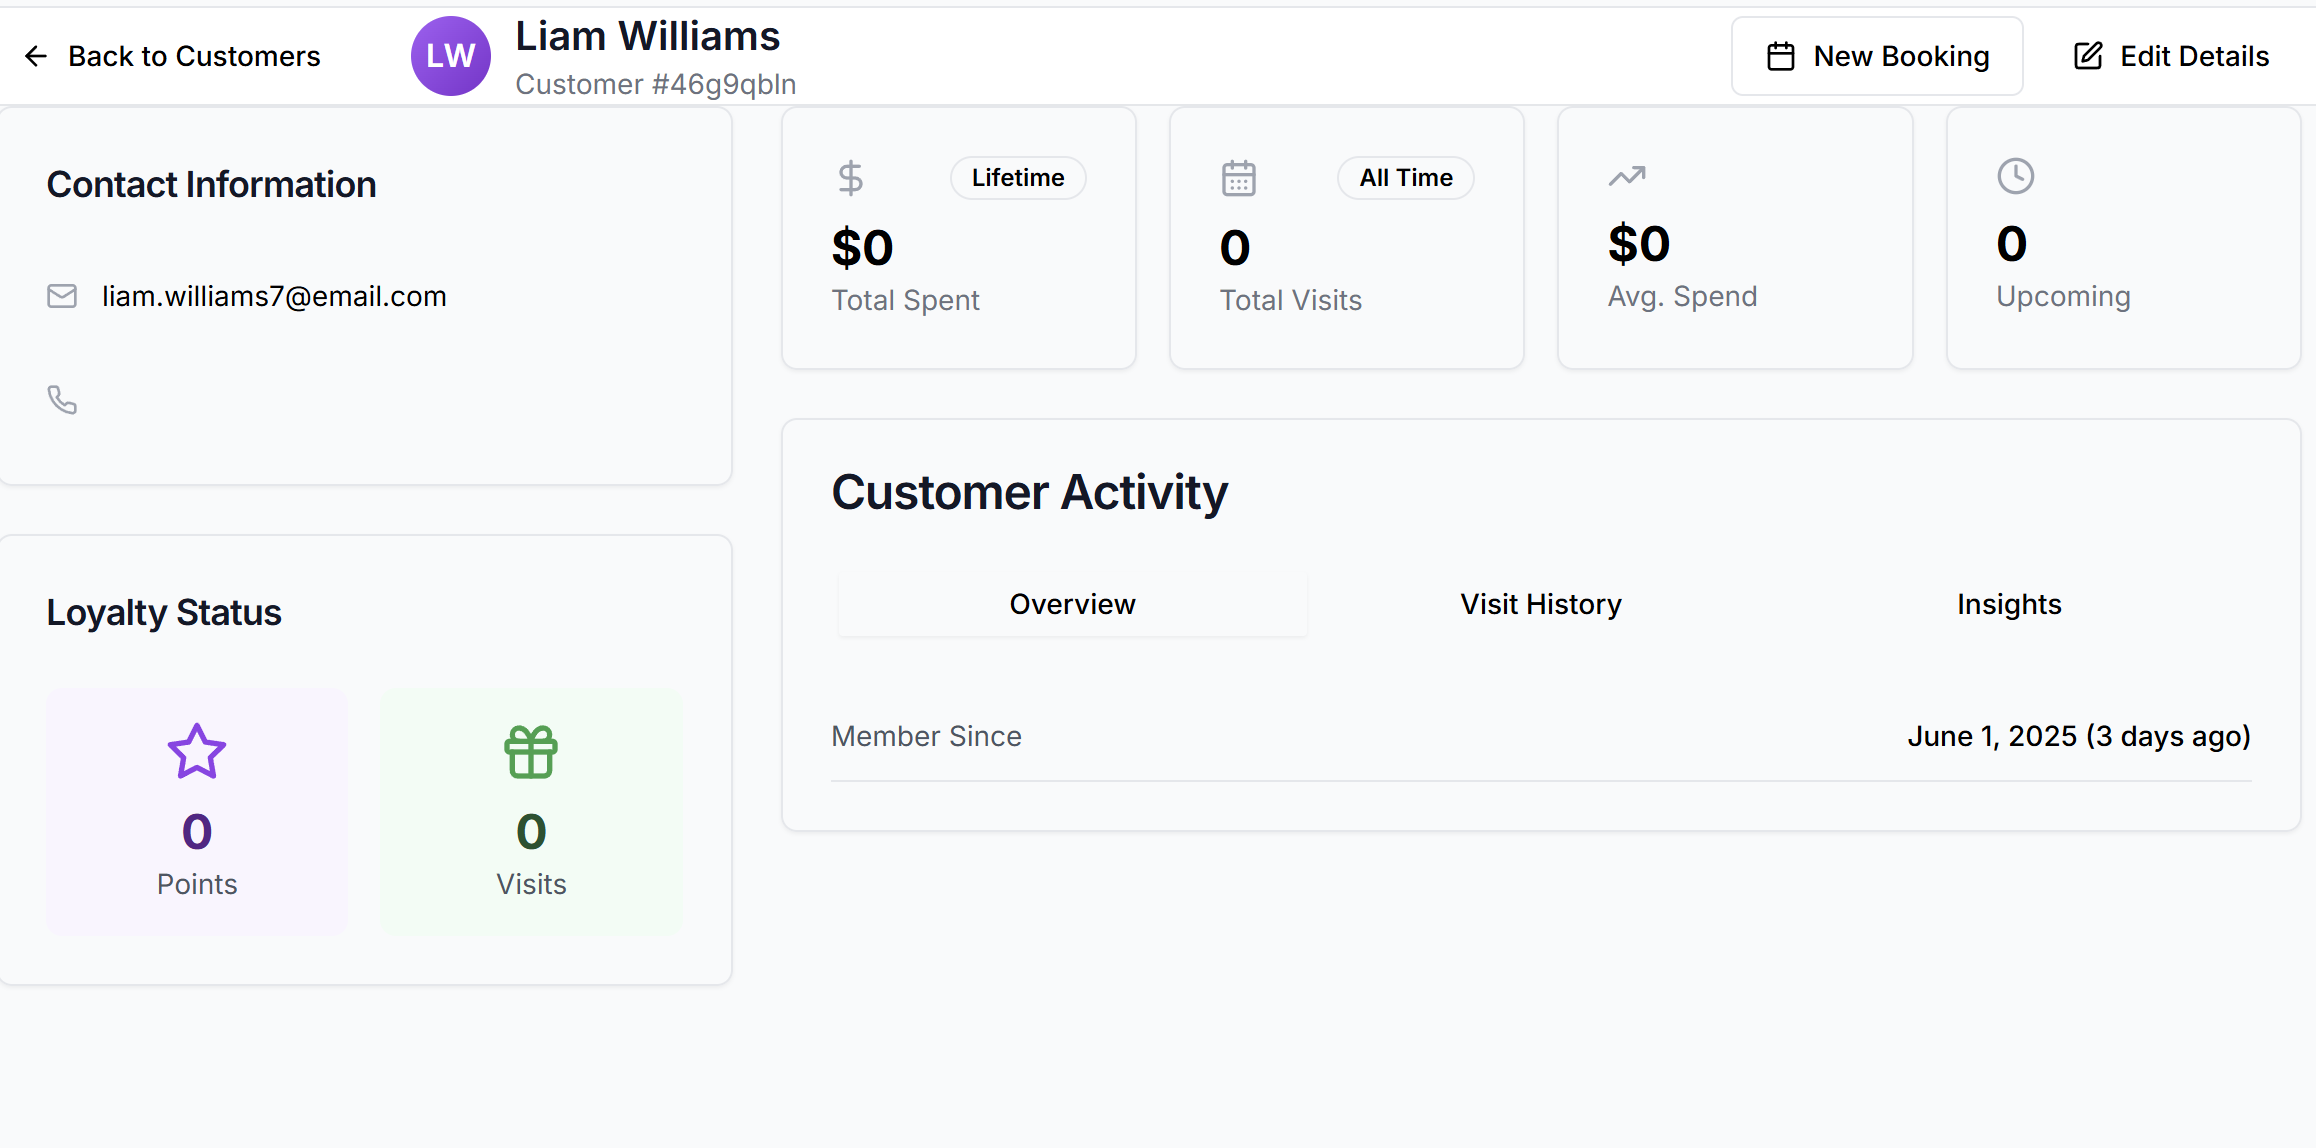 Back to Customers
LW
Liam Williams
Customer #46g9qbln
New Booking
Edit Details
Contact Information
liam.williams7@email.com
Loyalty Status
0
Points
0
Visits
Lifetime
$0
Total Spent
All Time
0
Total Visits
$0
Avg. Spend
0
Upcoming
Customer Activity
Overview
Visit History
Insights
Member Since
June 1, 2025 (3 days ago)